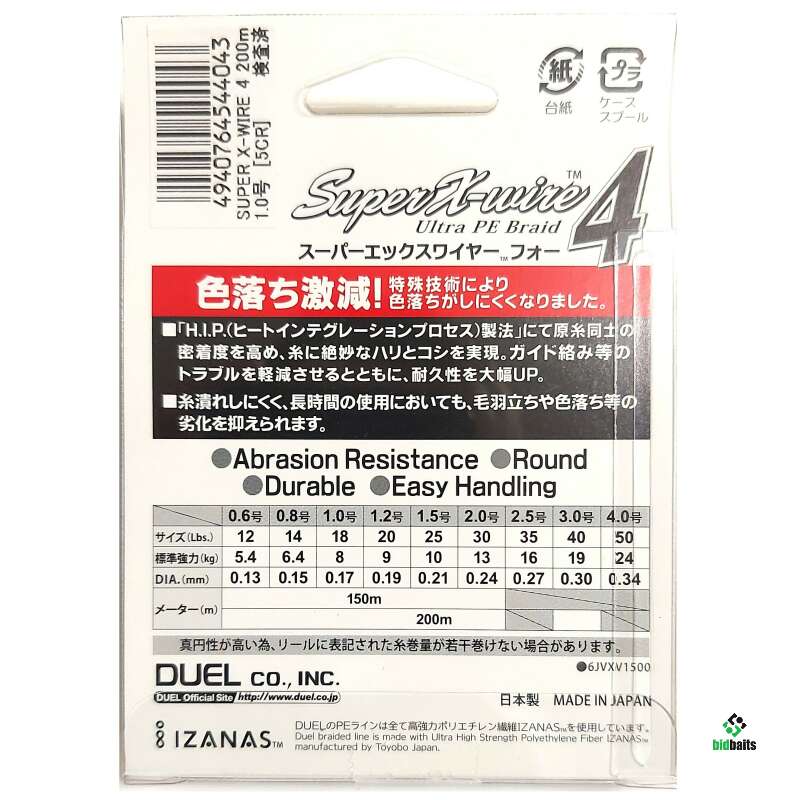 4940764544043
SUPER X-WIRE 4 200m
1.0号 [5CR] 検査済
紙
台紙
プラ
ケース
スプール
Super X-wire 4™
Ultra PE Braid
スーパーエックスワイヤー™フォー
色落ち激減! 特殊技術により
色落ちがしにくくなりました。
■「H.I.P.(ヒートインテグレーションプロセス)製法」にて原糸同士の
密着度を高め、糸に絶妙なハリとコシを実現。ガイド絡み等の
トラブルを軽減させるとともに、耐久性を大幅UP。
■糸潰れしにくく、長時間の使用においても、毛羽立ちや色落ち等の
劣化を抑えられます。
●Abrasion Resistance ●Round
●Durable ●Easy Handling
0.6号 0.8号 1.0号 1.2号 1.5号 2.0号 2.5号 3.0号 4.0号
サイズ(Lbs.) 12 14 18 20 25 30 35 40 50
標準強力(kg) 5.4 6.4 8 9 10 13 16 19 24
DIA.(mm) 0.13 0.15 0.17 0.19 0.21 0.24 0.27 0.30 0.34
メーター(m) 150m
200m
真円性が高い為、リールに表記された糸巻量が若干巻けない場合があります。
●6JVXV1500
DUEL CO., INC.
DUEL Official Site http://www.duel.co.jp
日本製 MADE IN JAPAN
IZANAS™
DUELのPEラインは全て高強力ポリエチレン繊維IZANAS™を使用しています。
Duel braided line is made with Ultra High Strength Polyethylene Fiber IZANAS™
manufactured by Toyobo Japan.
bidbaits